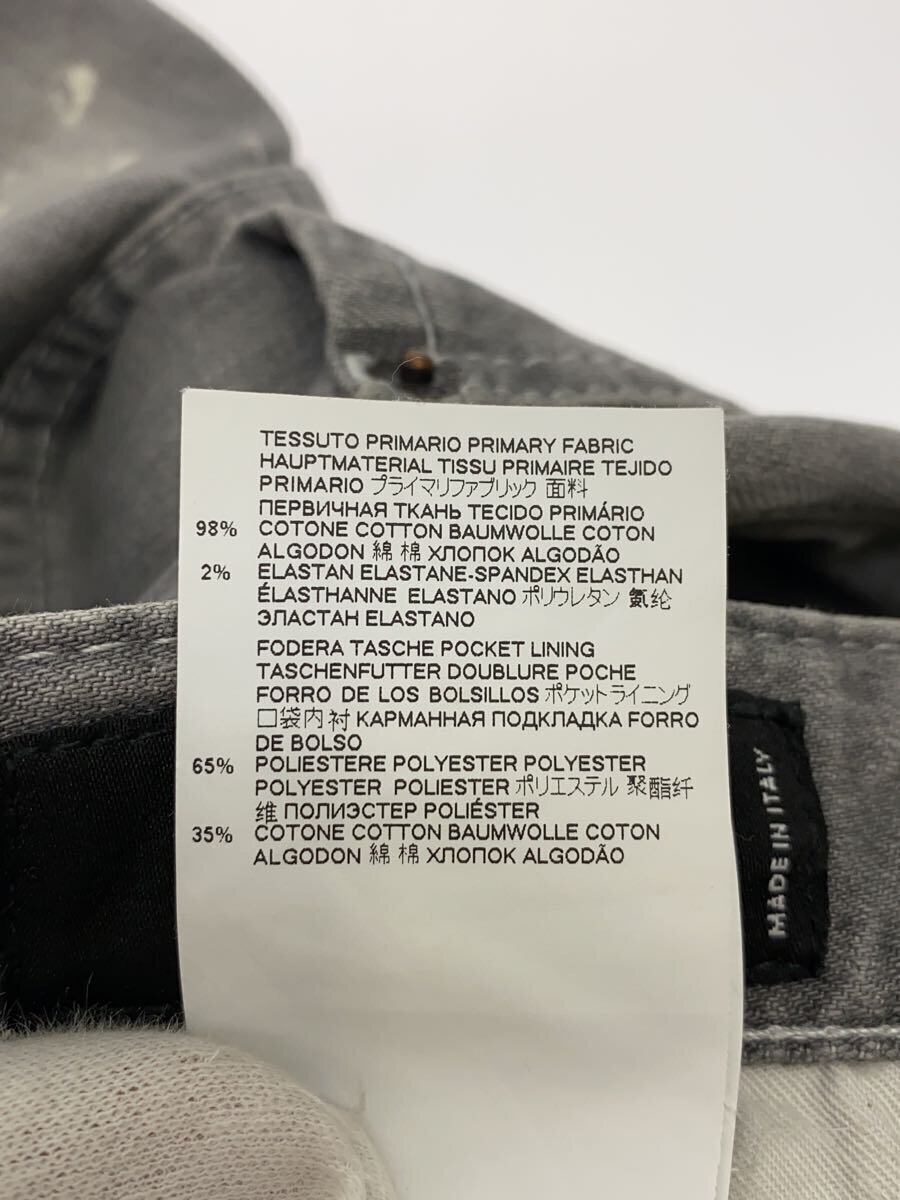 TESSUTO PRIMARIO PRIMARY FABRIC
HAUPTMATERIAL TISSU PRIMAIRE TEJIDO
PRIMARIO プライマリファブリック 面料
ПЕРВИЧНАЯ ТКАНЬ TECIDO PRIMÁRIO
98% COTONE COTTON BAUMWOLLE COTON
ALGODON 綿 棉 ХЛОПОК ALGODÃO
2% ELASTAN ELASTANE-SPANDEX ELASTHAN
ÉLASTHANNE ELASTANO ポリウレタン 氨纶
ЭЛАСТАН ELASTANO
FODERA TASCHE POCKET LINING
TASCHENFUTTER DOUBLURE POCHE
FORRO DE LOS BOLSILLOS ポケットライニング
口袋内衬 КАРМАННАЯ ПОДКЛАДКА FORRO
DE BOLSO
65% POLIESTERE POLYESTER POLYESTER
POLYESTER POLIESTER ポリエステル 聚酯纤
维 ПОЛИЭСТЕР POLIÉSTER
35% COTONE COTTON BAUMWOLLE COTON
ALGODON 綿 棉 ХЛОПОК ALGODÃO
MADE IN ITALY